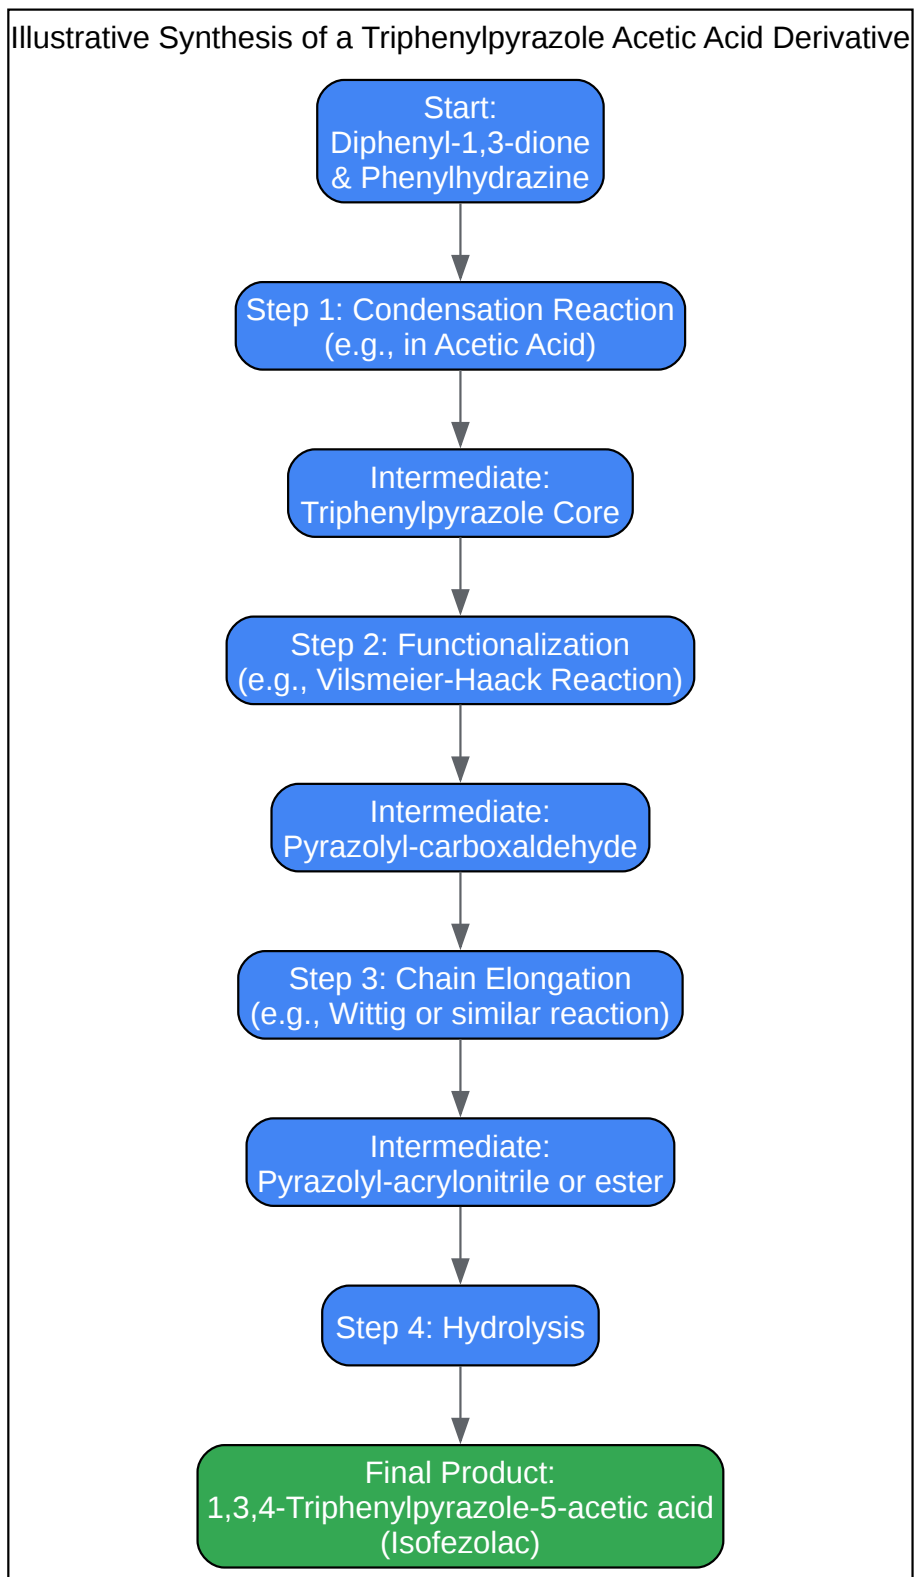 Illustrative Synthesis of a Triphenylpyrazole Acetic Acid Derivative
Start:
Diphenyl-1,3-dione
& Phenylhydrazine
Step 1: Condensation Reaction
(e.g., in Acetic Acid)
Intermediate:
Triphenylpyrazole Core
Step 2: Functionalization
(e.g., Vilsmeier-Haack Reaction)
Intermediate:
Pyrazolyl-carboxaldehyde
Step 3: Chain Elongation
(e.g., Wittig or similar reaction)
Intermediate:
Pyrazolyl-acrylonitrile or ester
Step 4: Hydrolysis
Final Product:
1,3,4-Triphenylpyrazole-5-acetic acid
(Isofezolac)